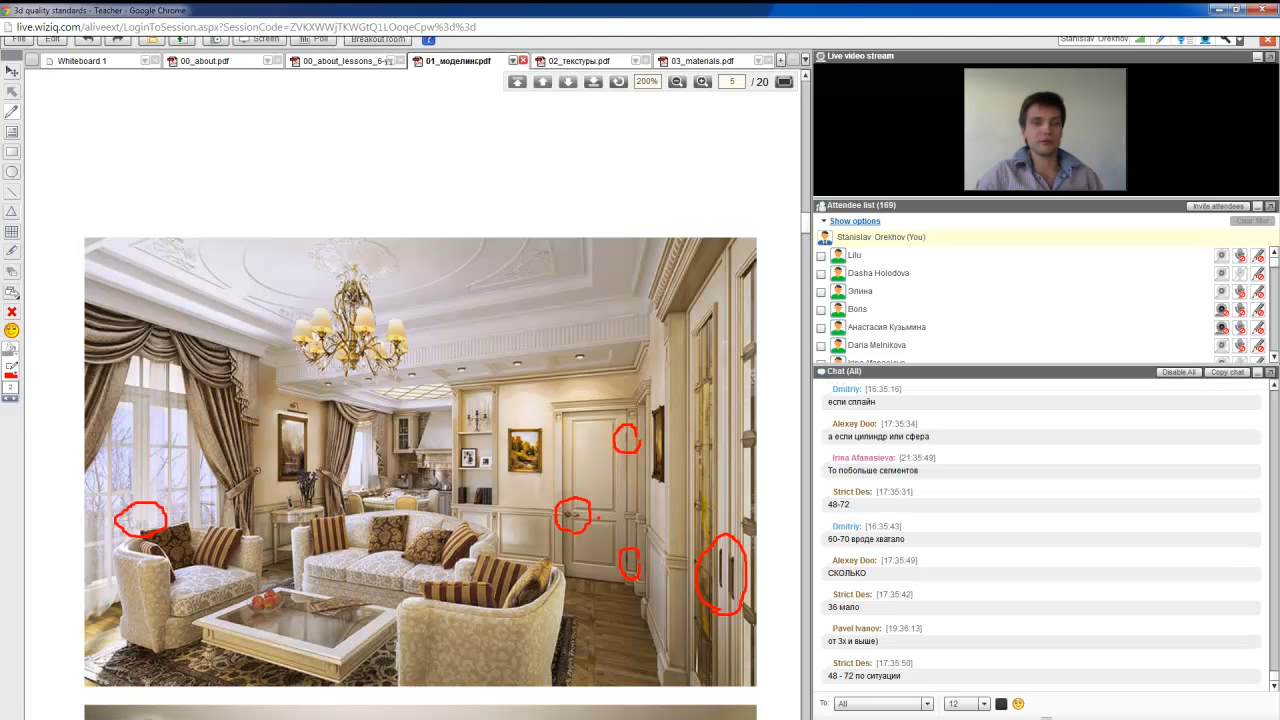 3d quality standards - Teacher - Google Chrome
live.wiziq.com/aliveext/LoginToSession.aspx?SessionCode=ZVKXWWjTKWGtQ1LOoqeCpw%3d%3d
File Edit Screen Poll Breakout room ? Stanislav Orekhov
Whiteboard 1 00_about.pdf 00_about_lessons_6-ч 01_моделинг.pdf 02_текстуры.pdf 03_materials.pdf
200% 5 / 20
2
Live video stream
Attendee list (169) Invite attendees
Show options
Stanislav Orekhov (You)
Lilu
Dasha Holodova
Элина
Boris
Анастасия Кузьмина
Daria Melnikova
Irina Afanasieva
Chat (All) Disable All Copy chat
Dmitriy: [16:35:16]
если сплайн
Alexey Doo: [17:35:34]
а если цилиндр или сфера
Irina Afanasieva: [21:35:49]
То побольше сегментов
Strict Des: [17:35:31]
48-72
Dmitriy: [16:35:43]
60-70 вроде хватало
Alexey Doo: [17:35:49]
СКОЛЬКО
Strict Des: [17:35:42]
36 мало
Pavel Ivanov: [19:36:13]
от 3х и выше)
Strict Des: [17:35:50]
48 - 72 по ситуации
To: All 12